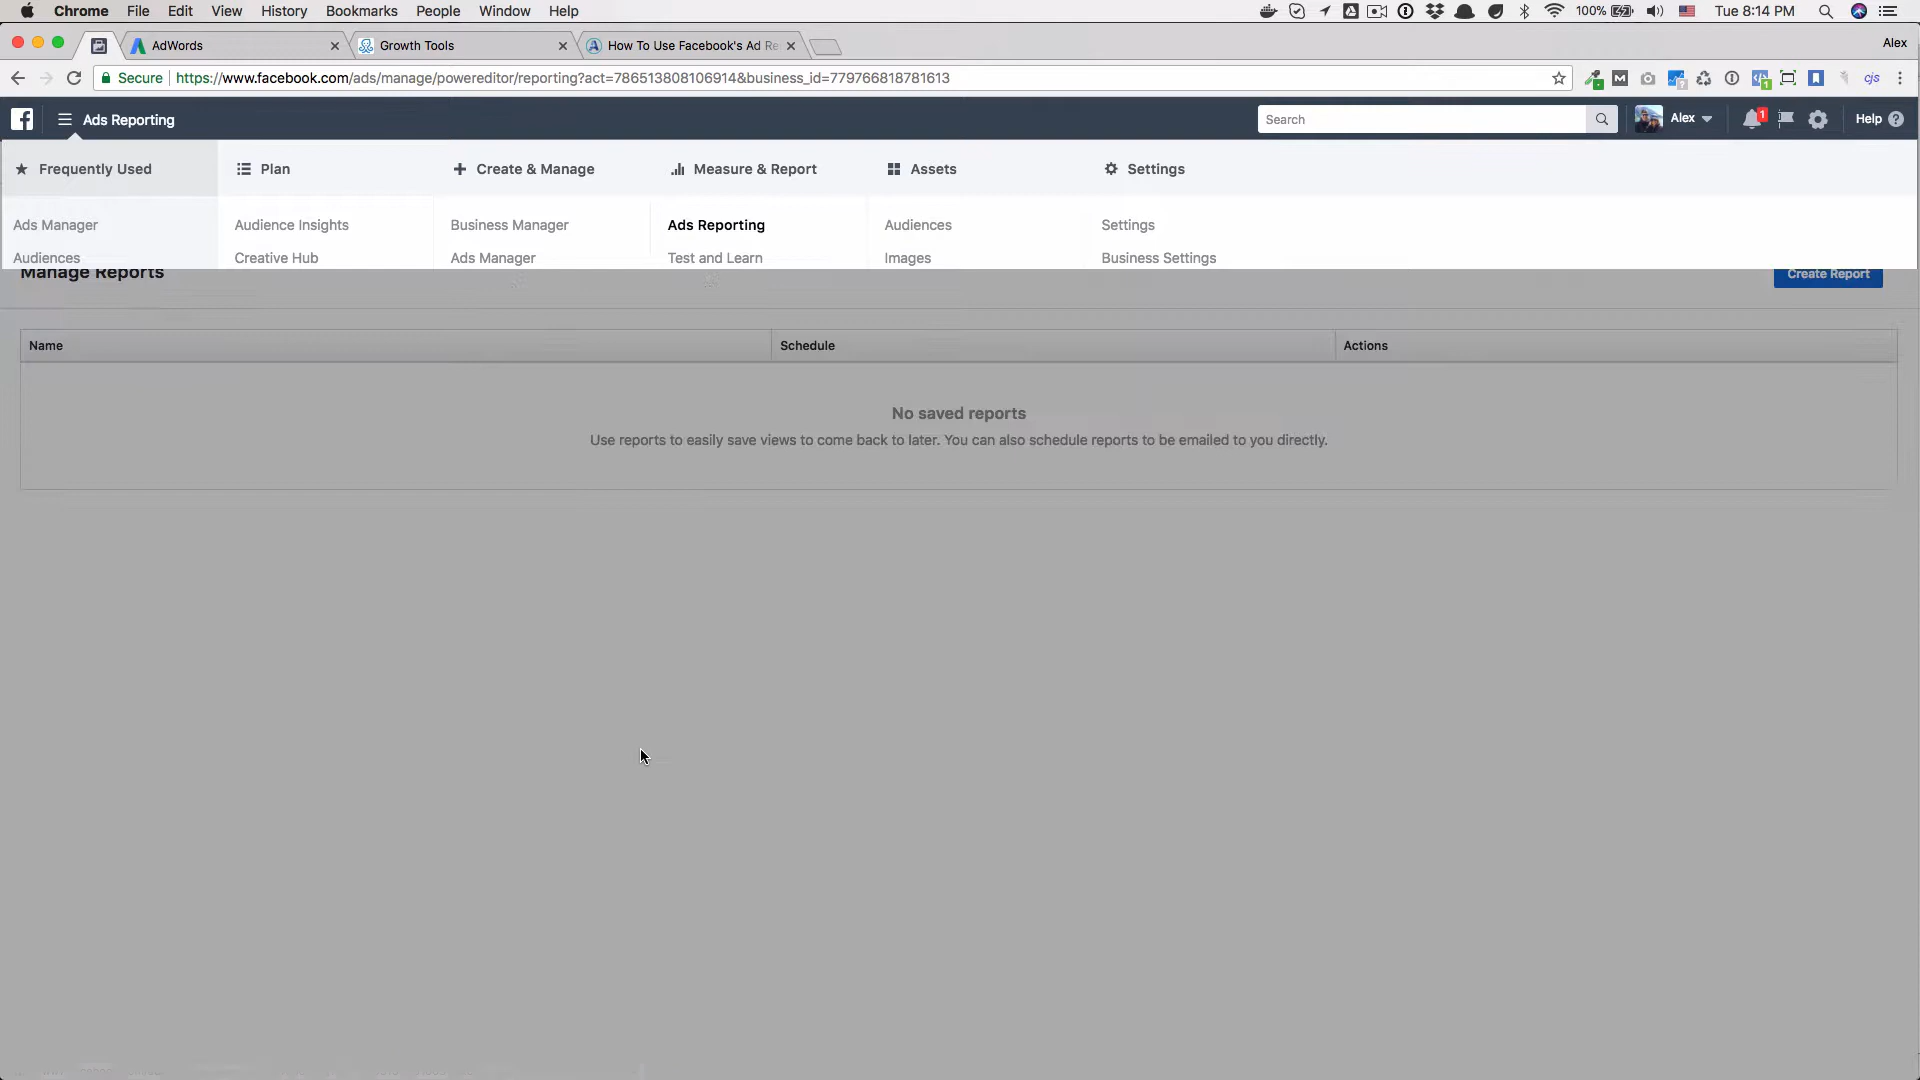 Chrome File Edit View History Bookmarks People Window Help 100% Tue 8:14 PM
AdWords Growth Tools How To Use Facebook's Ad Re Alex
Secure https://www.facebook.com/ads/manage/powereditor/reporting?act=786513808106914&business_id=779766818781613 cjs
Ads Reporting Search Alex 1 Help
Frequently Used Plan Create & Manage Measure & Report Assets Settings
Ads Manager Audience Insights Business Manager Ads Reporting Audiences Settings
Audiences Creative Hub Ads Manager Test and Learn Images Business Settings
Manage Reports Create Report
Name Schedule Actions
No saved reports
Use reports to easily save views to come back to later. You can also schedule reports to be emailed to you directly.